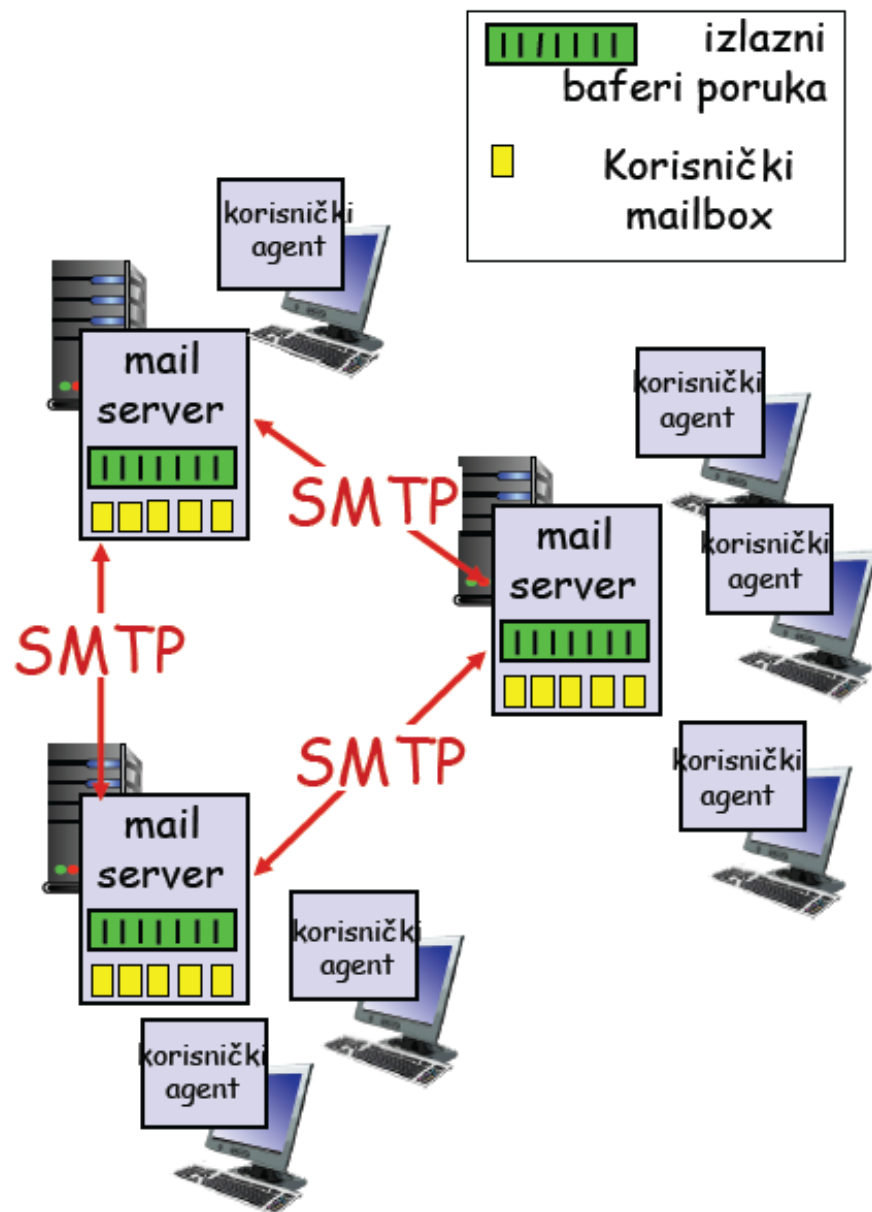 izlazni
baferi poruka
Korisnički
mailbox
korisnički
agent
mail
server
SMTP
korisnički
agent
mail
server
korisnički
agent
SMTP
SMTP
korisnički
agent
mail
server
korisnički
agent
korisnički
agent